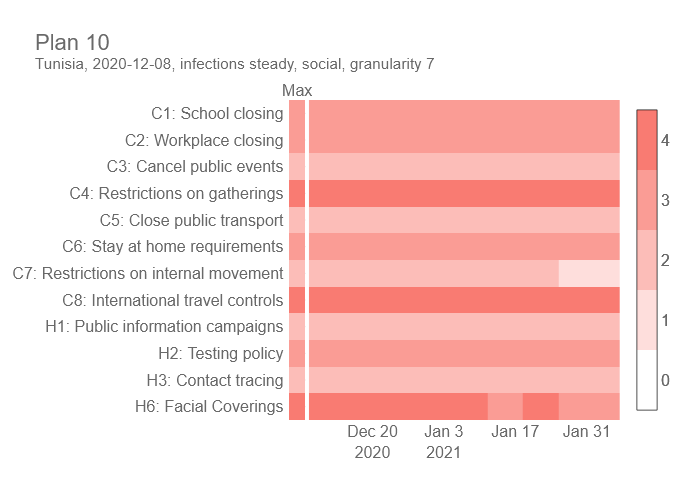 Plan 10
Tunisia, 2020-12-08, infections steady, social, granularity 7
Max
C1: School closing
C2: Workplace closing
C3: Cancel public events
C4: Restrictions on gatherings
C5: Close public transport
C6: Stay at home requirements
C7: Restrictions on internal movement
C8: International travel controls
H1: Public information campaigns
H2: Testing policy
H3: Contact tracing
H6: Facial Coverings
Dec 20 Jan 3 Jan 17 Jan 31
2020 2021
4
3
2
1
0